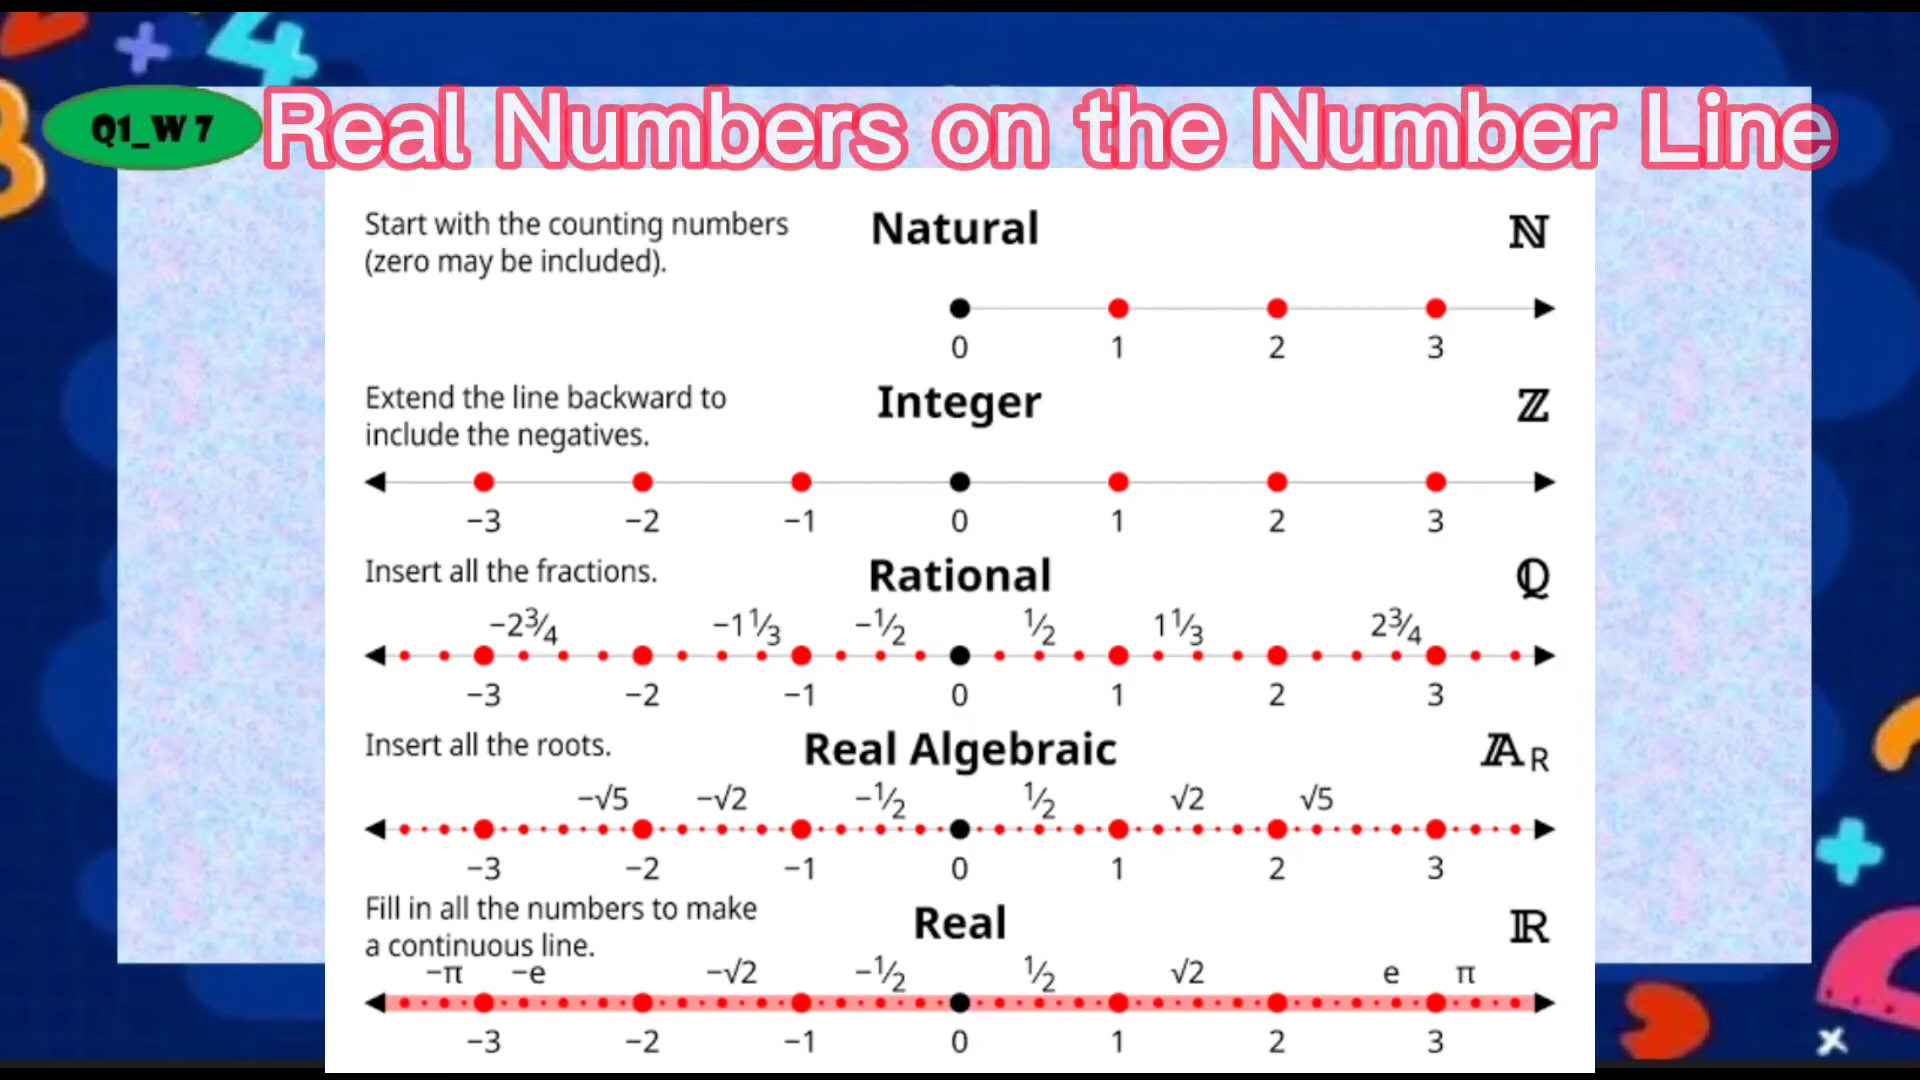 Q1_W 7
Real Numbers on the Number Line
Start with the counting numbers
(zero may be included).
Natural
ℕ
0 1 2 3
Extend the line backward to
include the negatives.
Integer
ℤ
−3 −2 −1 0 1 2 3
Insert all the fractions.
Rational
ℚ
−2¾ −1⅓ −½ ½ 1⅓ 2¾
−3 −2 −1 0 1 2 3
Insert all the roots.
Real Algebraic
𝔸R
−√5 −√2 −½ ½ √2 √5
−3 −2 −1 0 1 2 3
Fill in all the numbers to make
a continuous line.
Real
ℝ
−π −e −√2 −½ ½ √2 e π
−3 −2 −1 0 1 2 3